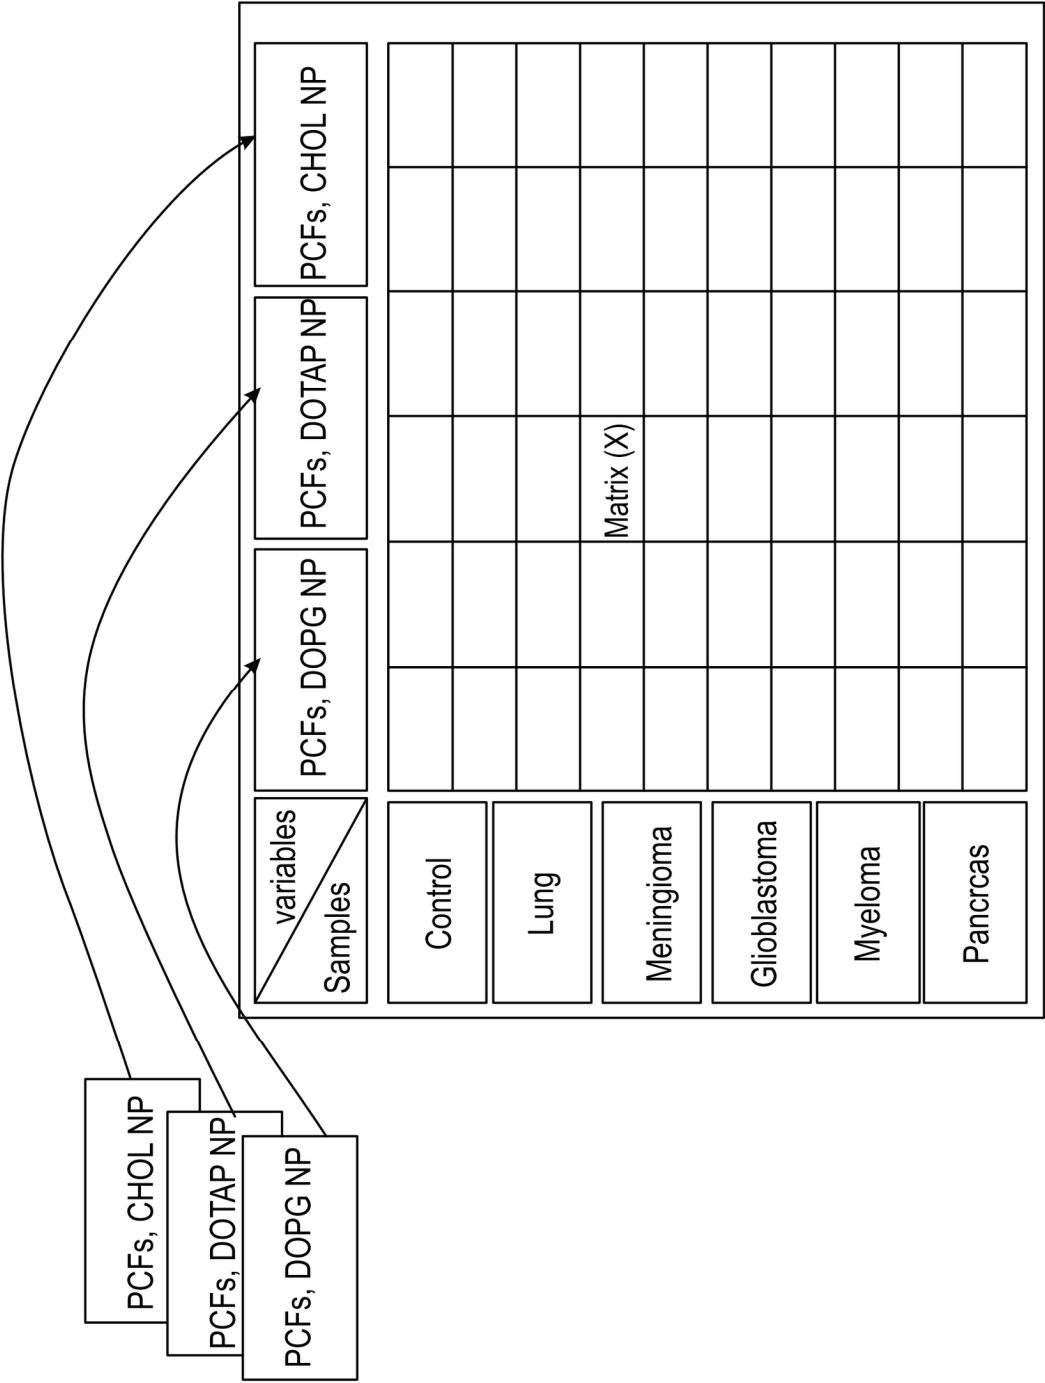 PCFs, CHOL NP
PCFs, DOTAP NP
PCFs, DOPG NP
variables
Samples
PCFs, DOPG NP
PCFs, DOTAP NP
PCFs, CHOL NP
Control
Lung
Meningioma
Glioblastoma
Myeloma
Pancrcas
Matrix (X)